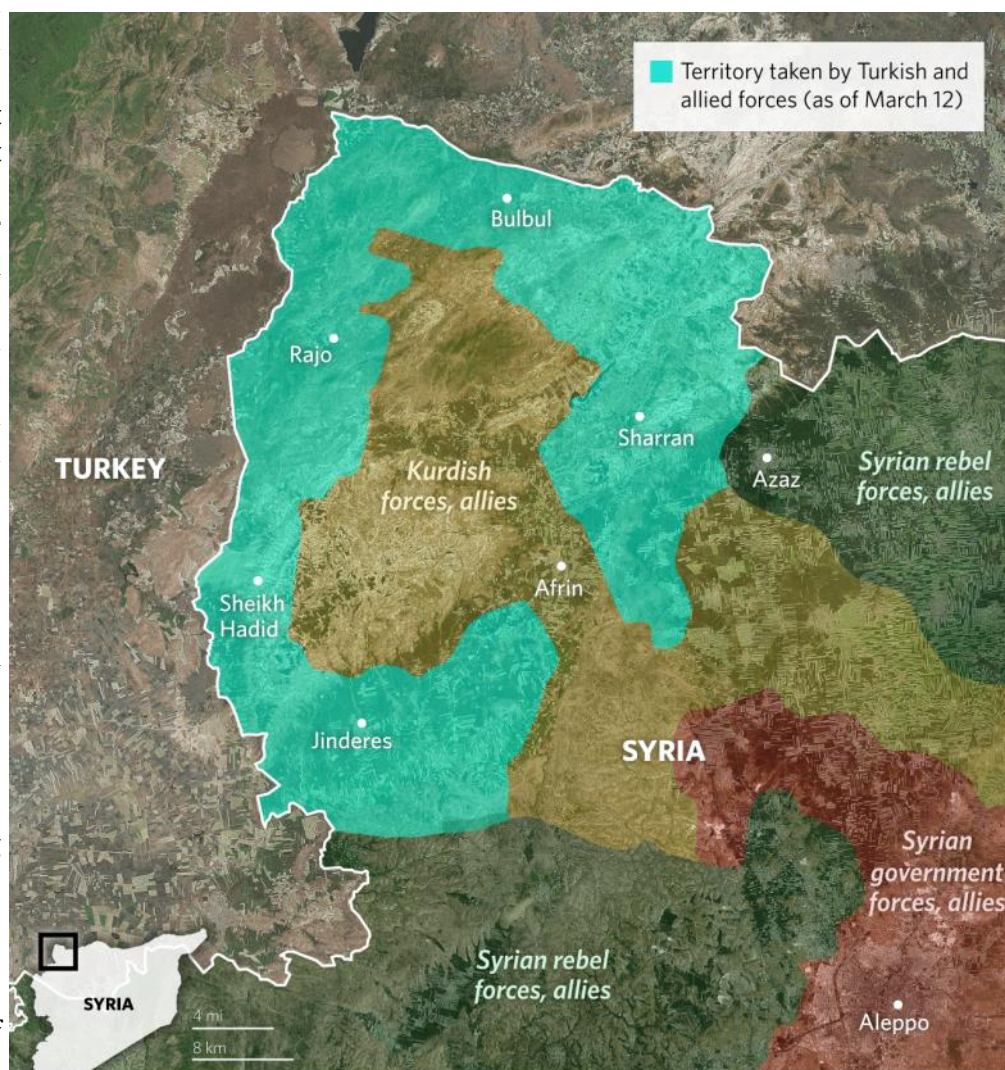 Territory taken by Turkish and
allied forces (as of March 12)
Bulbul
Rajo
Sharran
TURKEY
Kurdish
forces, allies
Azaz
Syrian rebel
forces, allies
Afrin
Sheikh
Hadid
Jinderes
SYRIA
Syrian
government
forces, allies
Syrian rebel
forces, allies
SYRIA
4 mi
8 km
Aleppo